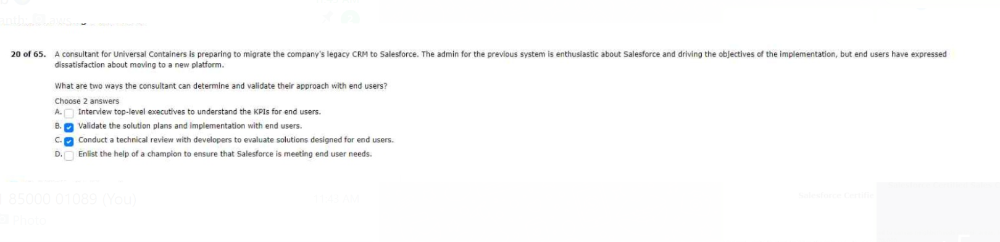 20 of 65. A consultant for Universal Containers is preparing to migrate the company's legacy CRM to Salesforce. The admin for the previous system is enthusiastic about Salesforce and driving the objectives of the implementation, but end users have expressed
dissatisfaction about moving to a new platform.
What are two ways the consultant can determine and validate their approach with end users?
Choose 2 answers
A. Interview top-level executives to understand the KPIs for end users.
B. Validate the solution plans and implementation with end users.
C. Conduct a technical review with developers to evaluate solutions designed for end users.
D. Enlist the help of a champion to ensure that Salesforce is meeting end user needs.
85000 01089 (You) 11:43 AM Salesforce Certifie
Photo